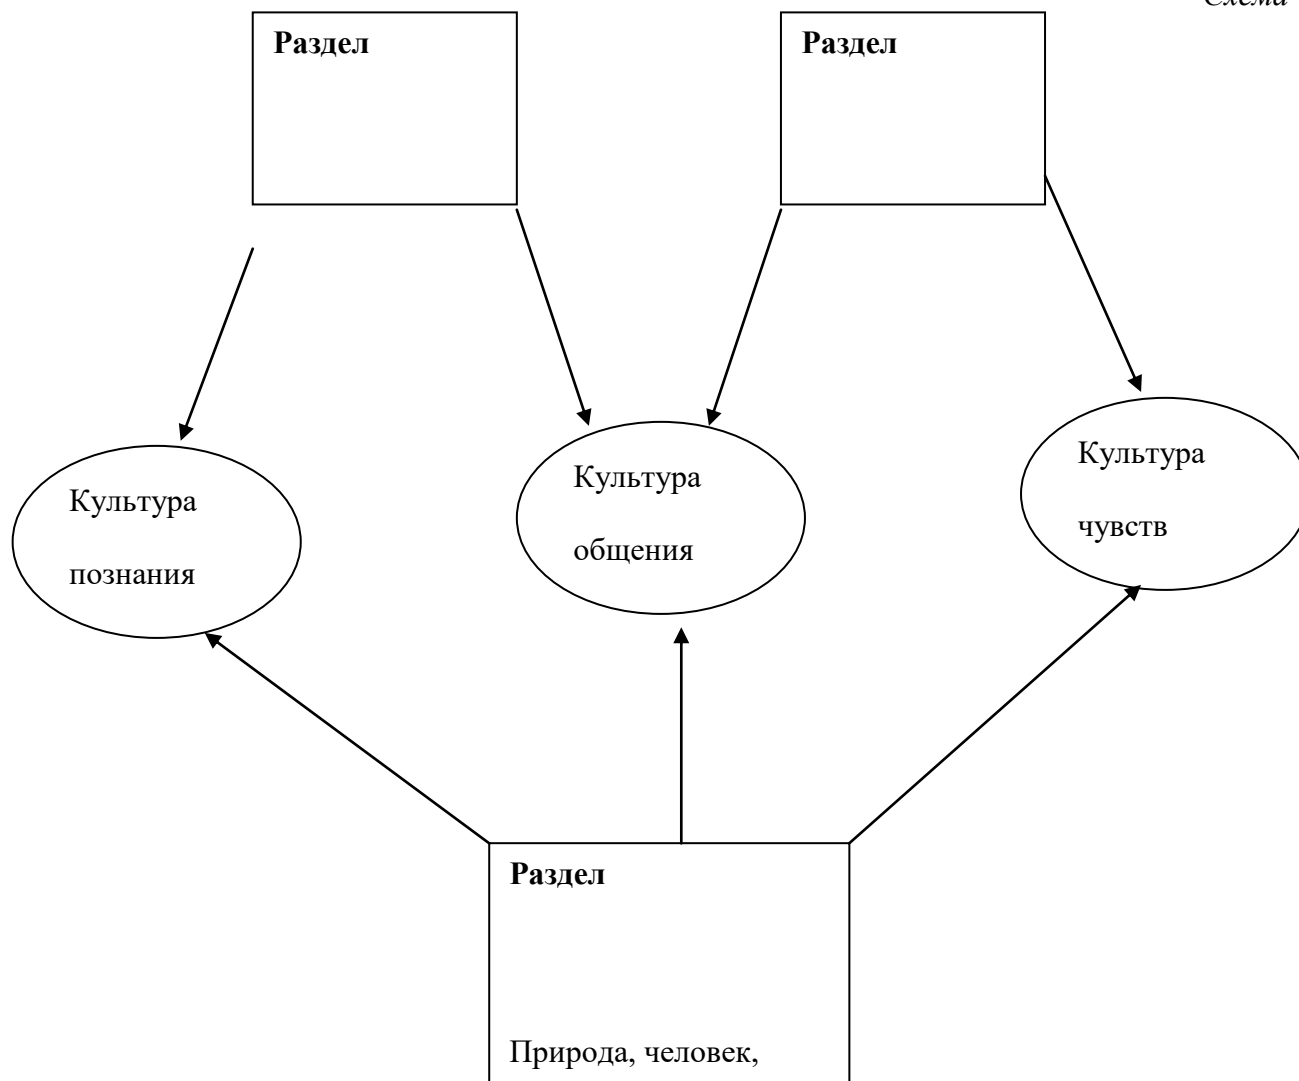 Схема
Раздел
Раздел
Культура
познания
Культура
общения
Культура
чувств
Раздел
Природа, человек,